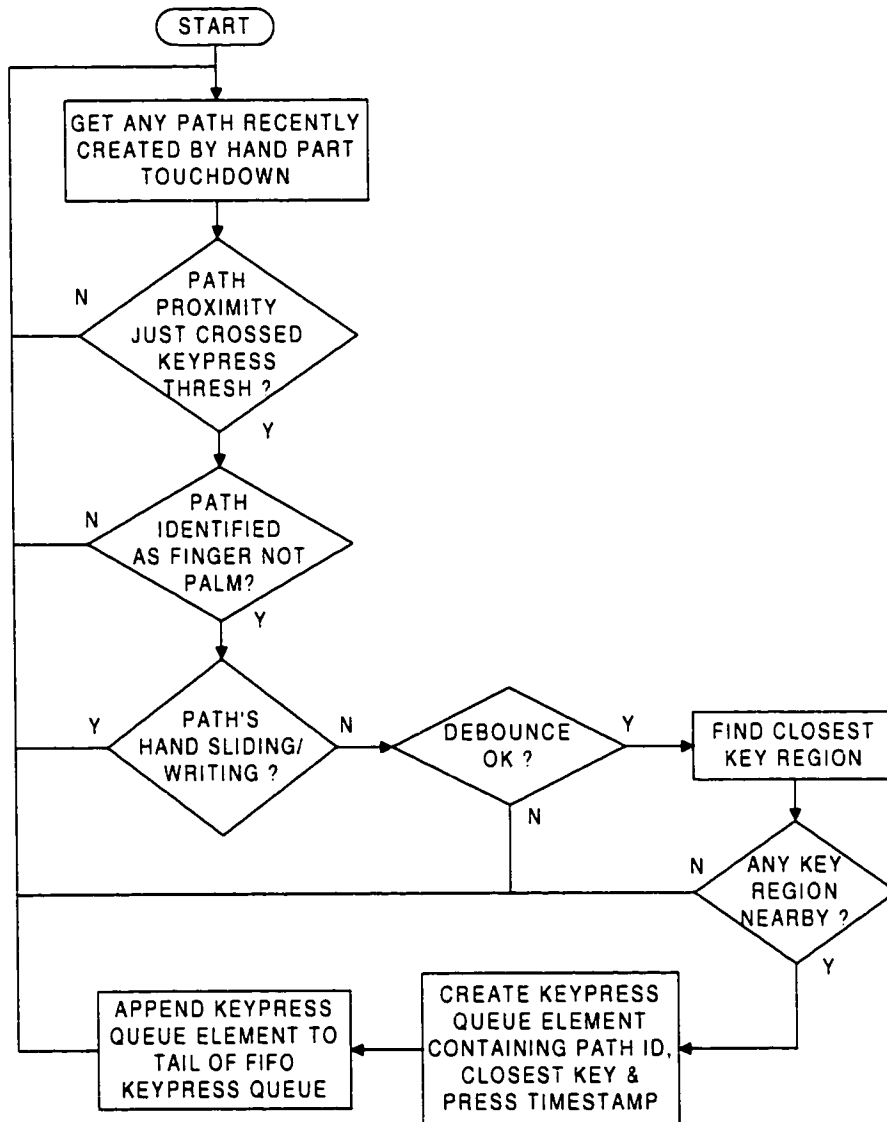 START
GET ANY PATH RECENTLY
CREATED BY HAND PART
TOUCHDOWN
N
PATH
PROXIMITY
JUST CROSSED
KEYPRESS
THRESH ?
Y
N
PATH
IDENTIFIED
AS FINGER NOT
PALM?
Y
Y
PATH'S
HAND SLIDING/
WRITING ?
N
DEBOUNCE
OK ?
Y
N
FIND CLOSEST
KEY REGION
N
ANY KEY
REGION
NEARBY ?
Y
CREATE KEYPRESS
QUEUE ELEMENT
CONTAINING PATH ID,
CLOSEST KEY &
PRESS TIMESTAMP
APPEND KEYPRESS
QUEUE ELEMENT TO
TAIL OF FIFO
KEYPRESS QUEUE